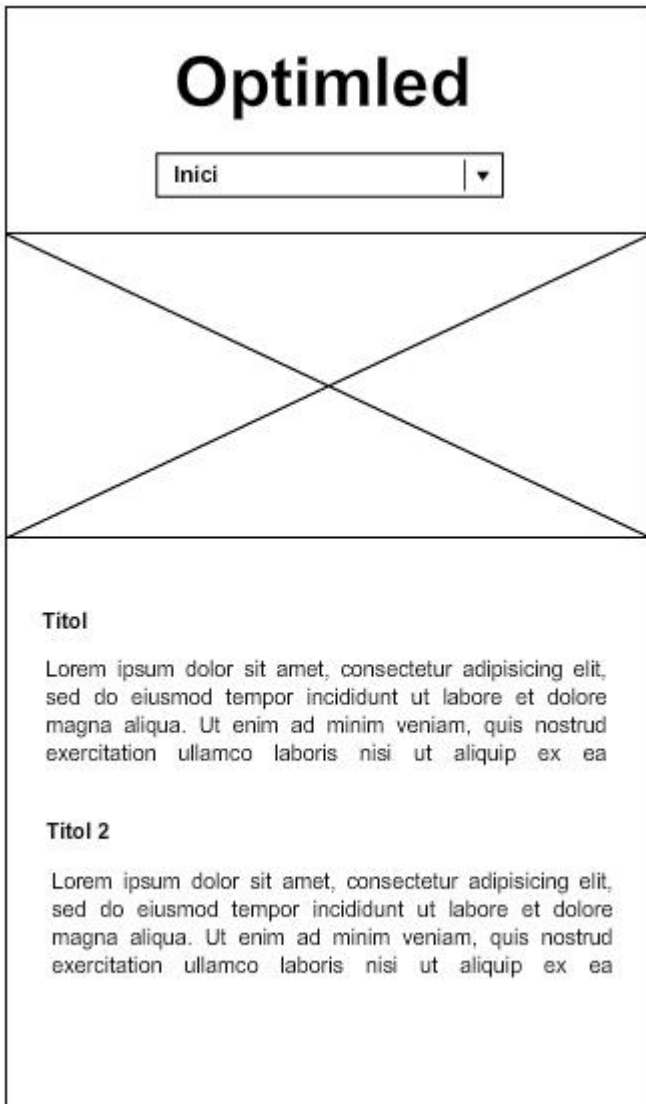 Optimled
Inici
Titol
Lorem ipsum dolor sit amet, consectetur adipisicing elit,
sed do eiusmod tempor incididunt ut labore et dolore
magna aliqua. Ut enim ad minim veniam, quis nostrud
exercitation ullamco laboris nisi ut aliquip ex ea
Titol 2
Lorem ipsum dolor sit amet, consectetur adipisicing elit,
sed do eiusmod tempor incididunt ut labore et dolore
magna aliqua. Ut enim ad minim veniam, quis nostrud
exercitation ullamco laboris nisi ut aliquip ex ea